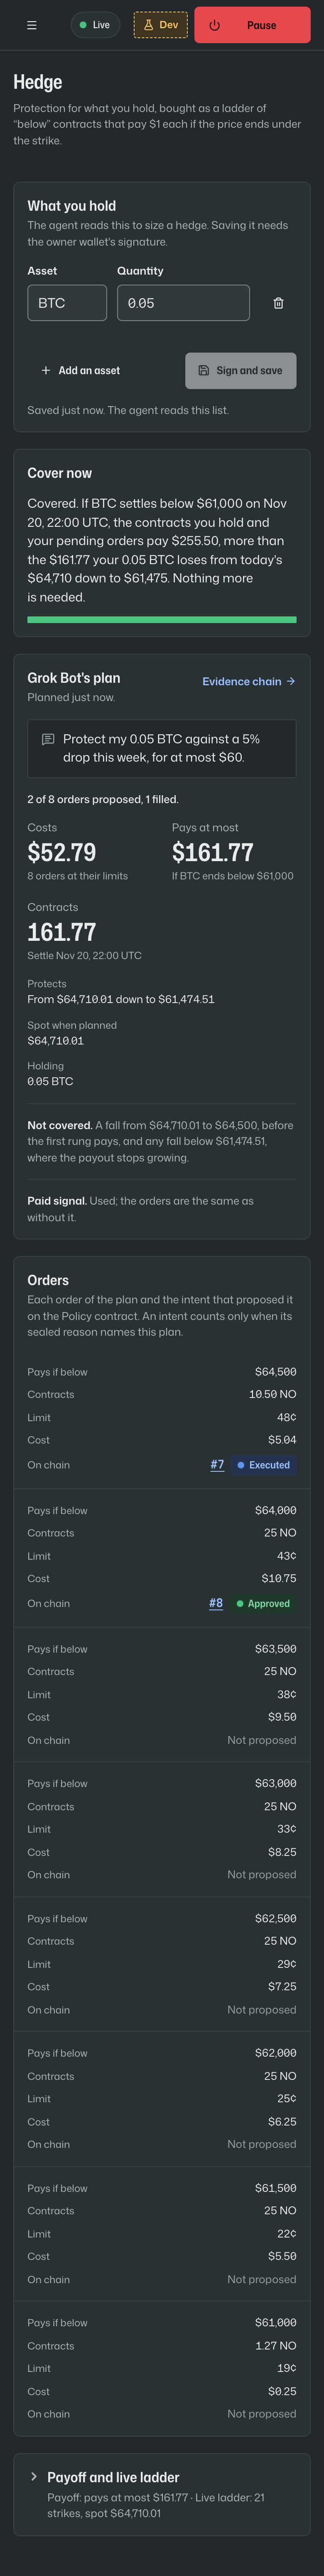 Live
Dev
Pause
Hedge
Protection for what you hold, bought as a ladder of
“below” contracts that pay $1 each if the price ends under
the strike.
What you hold
The agent reads this to size a hedge. Saving it needs
the owner wallet's signature.
Asset
Quantity
BTC
0.05
Add an asset
Sign and save
Saved just now. The agent reads this list.
Cover now
Covered. If BTC settles below $61,000 on Nov
20, 22:00 UTC, the contracts you hold and
your pending orders pay $255.50, more than
the $161.77 your 0.05 BTC loses from today's
$64,710 down to $61,475. Nothing more
is needed.
Grok Bot's plan
Evidence chain →
Planned just now.
Protect my 0.05 BTC against a 5%
drop this week, for at most $60.
2 of 8 orders proposed, 1 filled.
Costs
Pays at most
$52.79
$161.77
8 orders at their limits
If BTC ends below $61,000
Contracts
161.77
Settle Nov 20, 22:00 UTC
Protects
From $64,710.01 down to $61,474.51
Spot when planned
$64,710.01
Holding
0.05 BTC
Not covered. A fall from $64,710.01 to $64,500, before
the first rung pays, and any fall below $61,474.51,
where the payout stops growing.
Paid signal. Used; the orders are the same as
without it.
Orders
Each order of the plan and the intent that proposed it
on the Policy contract. An intent counts only when its
sealed reason names this plan.
Pays if below $64,500
Contracts 10.50 NO
Limit 48¢
Cost $5.04
On chain #7 Executed
Pays if below $64,000
Contracts 25 NO
Limit 43¢
Cost $10.75
On chain #8 Approved
Pays if below $63,500
Contracts 25 NO
Limit 38¢
Cost $9.50
On chain Not proposed
Pays if below $63,000
Contracts 25 NO
Limit 33¢
Cost $8.25
On chain Not proposed
Pays if below $62,500
Contracts 25 NO
Limit 29¢
Cost $7.25
On chain Not proposed
Pays if below $62,000
Contracts 25 NO
Limit 25¢
Cost $6.25
On chain Not proposed
Pays if below $61,500
Contracts 25 NO
Limit 22¢
Cost $5.50
On chain Not proposed
Pays if below $61,000
Contracts 1.27 NO
Limit 19¢
Cost $0.25
On chain Not proposed
Payoff and live ladder
Payoff: pays at most $161.77 · Live ladder: 21
strikes, spot $64,710.01